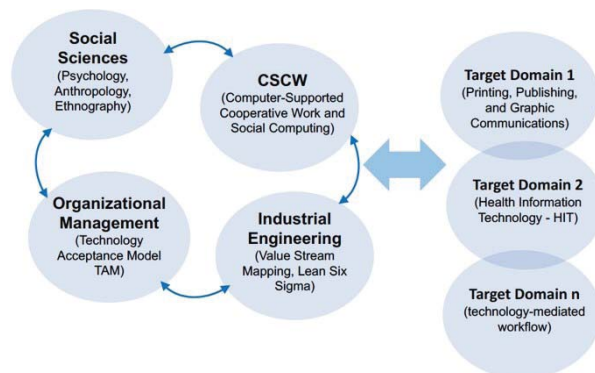 Social
Sciences
(Psychology,
Anthropology,
Ethnography)
CSCW
(Computer-Supported
Cooperative Work and
Social Computing)
Organizational
Management
(Technology
Acceptance Model
TAM)
Industrial
Engineering
(Value Stream
Mapping, Lean Six
Sigma)
Target Domain 1
(Printing, Publishing,
and Graphic
Communications)
Target Domain 2
(Health Information
Technology - HIT)
Target Domain n
(technology-mediated
workflow)